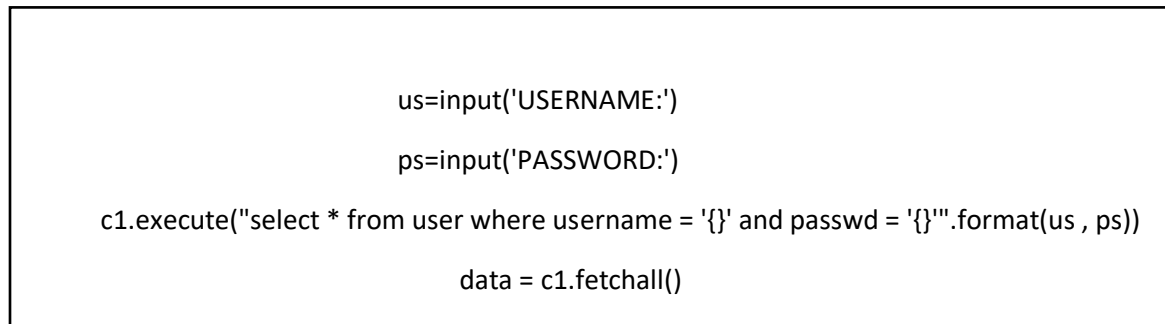 us=input('USERNAME:')
ps=input('PASSWORD:')
c1.execute("select * from user where username = '{}' and passwd = '{}'".format(us , ps))
data = c1.fetchall()